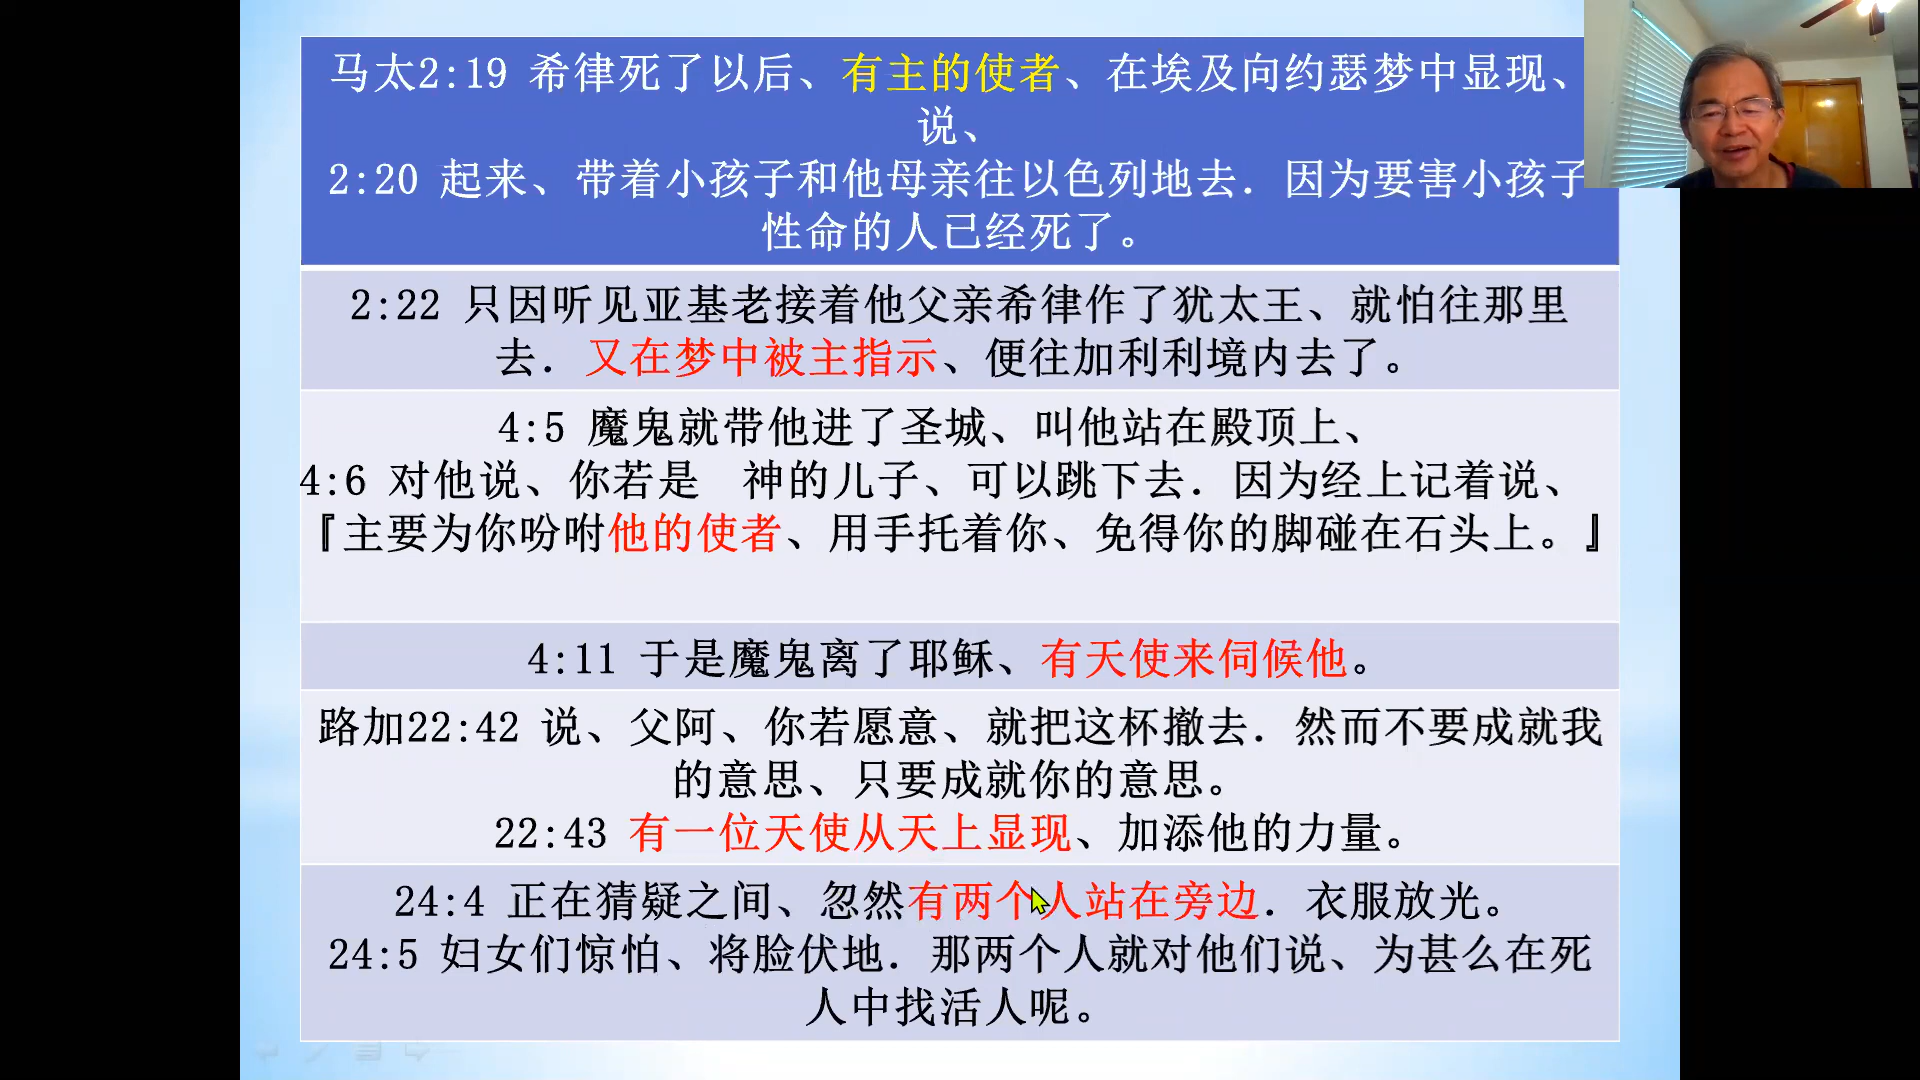 马太2:19 希律死了以后、有主的使者、在埃及向约瑟梦中显现、
说、
2:20 起来、带着小孩子和他母亲往以色列地去．因为要害小孩子
性命的人已经死了。
2:22 只因听见亚基老接着他父亲希律作了犹太王、就怕往那里
去．又在梦中被主指示、便往加利利境内去了。
4:5 魔鬼就带他进了圣城、叫他站在殿顶上、
4:6 对他说、你若是　神的儿子、可以跳下去．因为经上记着说、
『主要为你吩咐他的使者、用手托着你、免得你的脚碰在石头上。』
4:11 于是魔鬼离了耶稣、有天使来伺候他。
路加22:42 说、父阿、你若愿意、就把这杯撤去．然而不要成就我
的意思、只要成就你的意思。
22:43 有一位天使从天上显现、加添他的力量。
24:4 正在猜疑之间、忽然有两个人站在旁边．衣服放光。
24:5 妇女们惊怕、将脸伏地．那两个人就对他们说、为甚么在死
人中找活人呢。